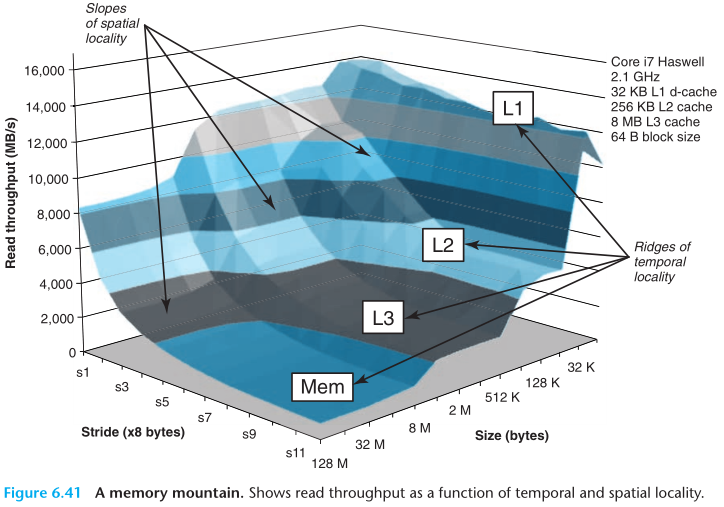 Slopes
of spatial
locality
16,000
14,000
12,000
10,000
8,000
6,000
4,000
2,000
0
Read throughput (MB/s)
Core i7 Haswell
2.1 GHz
32 KB L1 d-cache
256 KB L2 cache
8 MB L3 cache
64 B block size
L1
L2
L3
Mem
Ridges of
temporal
locality
s1
s3
s5
s7
s9
s11
Stride (x8 bytes)
128 M
32 M
8 M
2 M
512 K
128 K
32 K
Size (bytes)
Figure 6.41 A memory mountain. Shows read throughput as a function of temporal and spatial locality.